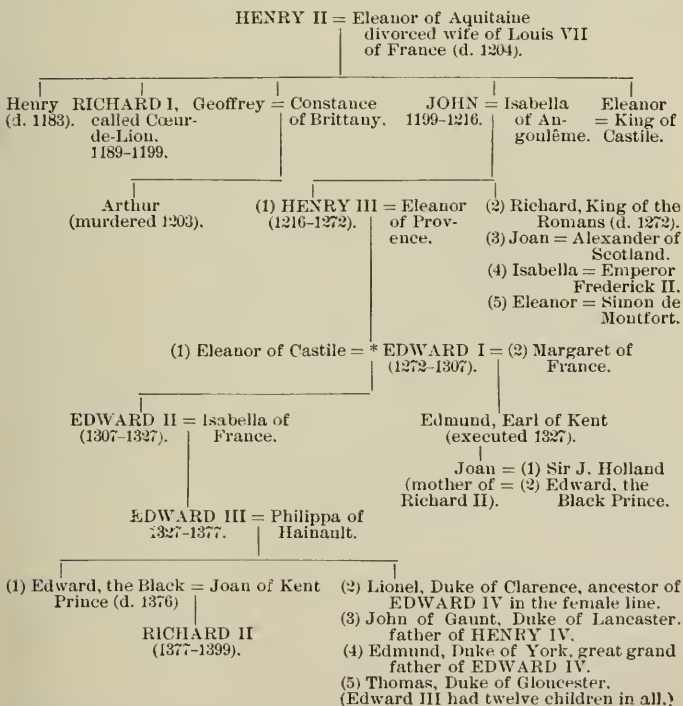 HENRY II = Eleanor of Aquitaine
divorced wife of Louis VII
of France (d. 1204).
Henry RICHARD I, Geoffrey = Constance JOHN = Isabella Eleanor
(d. 1183). called Cœur- of Brittany. 1199-1216. of An- = King of
de-Lion. goulême. Castile.
1189-1199.
Arthur (1) HENRY III = Eleanor (2) Richard, King of the
(murdered 1203). (1216-1272). of Prov- Romans (d. 1272).
ence. (3) Joan = Alexander of
Scotland.
(4) Isabella = Emperor
Frederick II.
(5) Eleanor = Simon de
Montfort.
(1) Eleanor of Castile = * EDWARD I = (2) Margaret of
(1272-1307). France.
EDWARD II = Isabella of Edmund, Earl of Kent
(1307-1327). France. (executed 1327).
Joan = (1) Sir J. Holland
(mother of = (2) Edward, the
Richard II). Black Prince.
EDWARD III = Philippa of
1327-1377. Hainault.
(1) Edward, the Black = Joan of Kent (2) Lionel, Duke of Clarence, ancestor of
Prince (d. 1376) EDWARD IV in the female line.
RICHARD II (3) John of Gaunt, Duke of Lancaster,
(1377-1399). father of HENRY IV.
(4) Edmund, Duke of York, great grand
father of EDWARD IV.
(5) Thomas, Duke of Gloucester.
(Edward III had twelve children in all.)